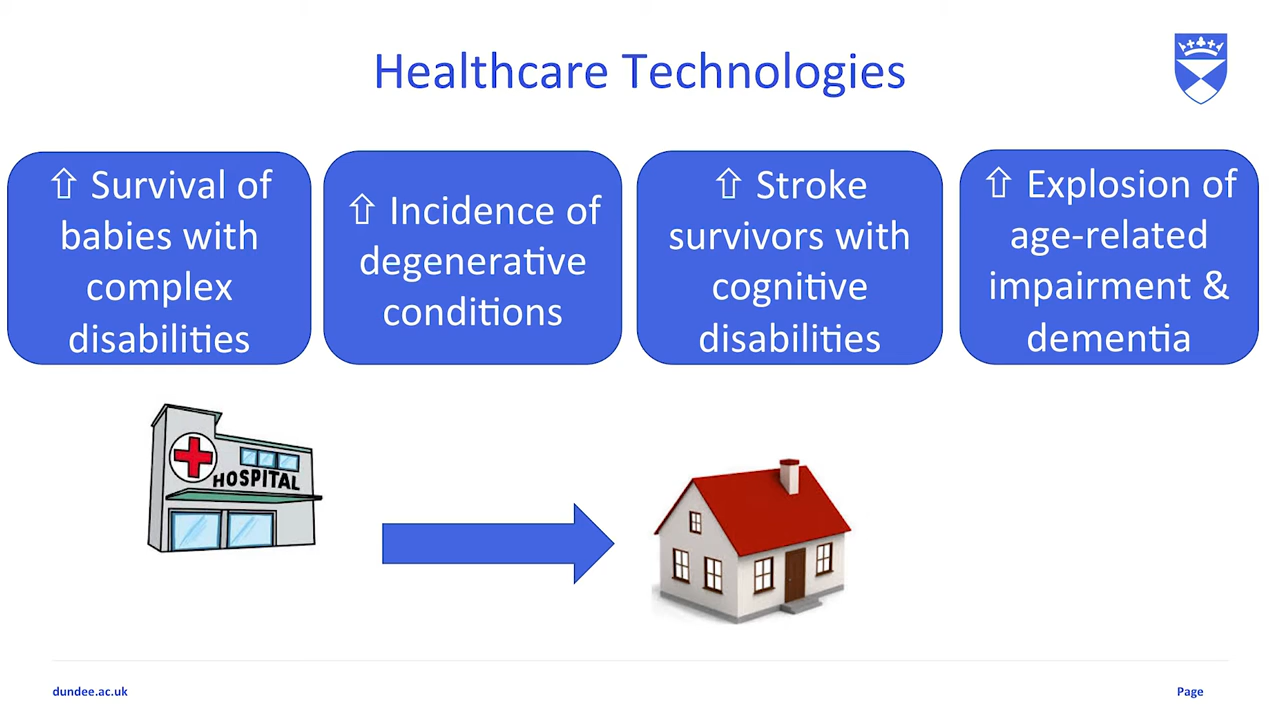 Healthcare Technologies
⇧ Survival of
babies with
complex
disabilities
⇧ Incidence of
degenerative
conditions
⇧ Stroke
survivors with
cognitive
disabilities
⇧ Explosion of
age-related
impairment &
dementia
HOSPITAL
dundee.ac.uk
Page